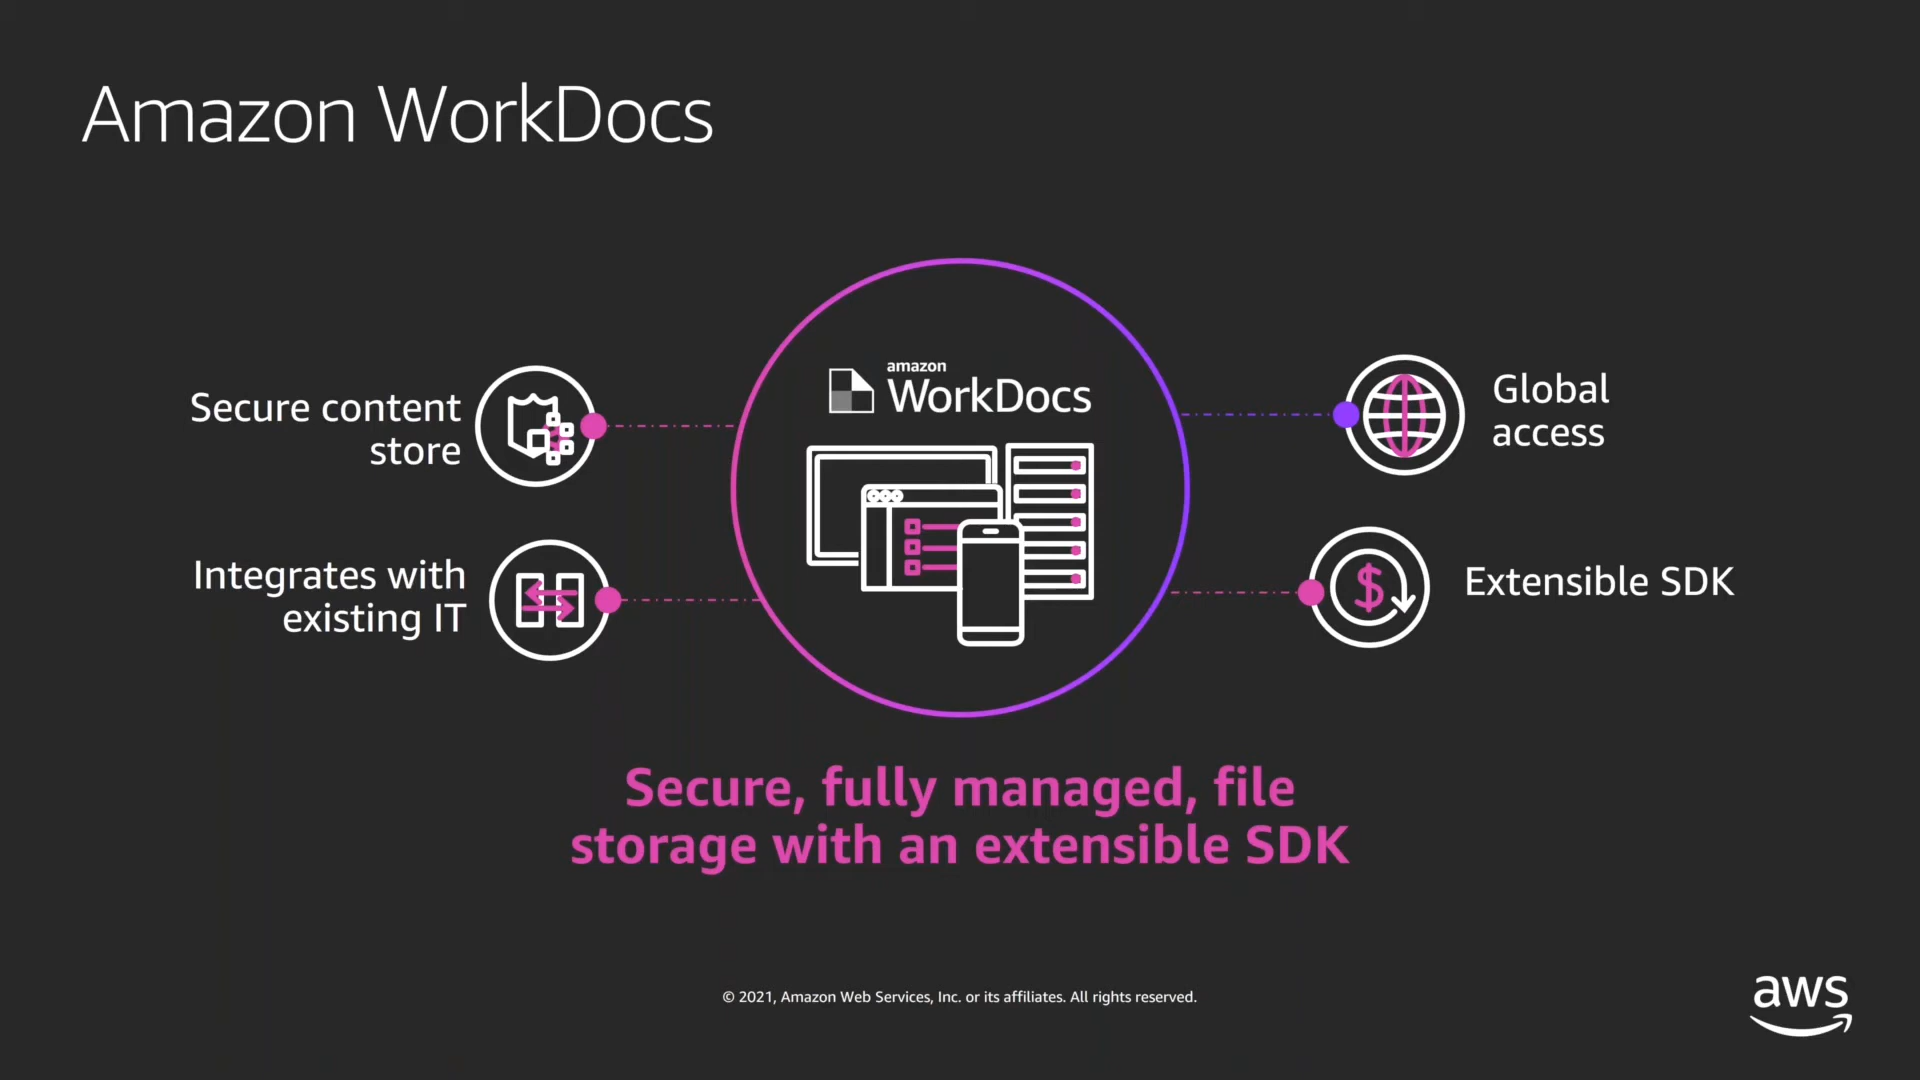 Amazon WorkDocs
Secure content
store
Integrates with
existing IT
amazon
WorkDocs
Global
access
$
Extensible SDK
Secure, fully managed, file
storage with an extensible SDK
© 2021, Amazon Web Services, Inc. or its affiliates. All rights reserved.
aws